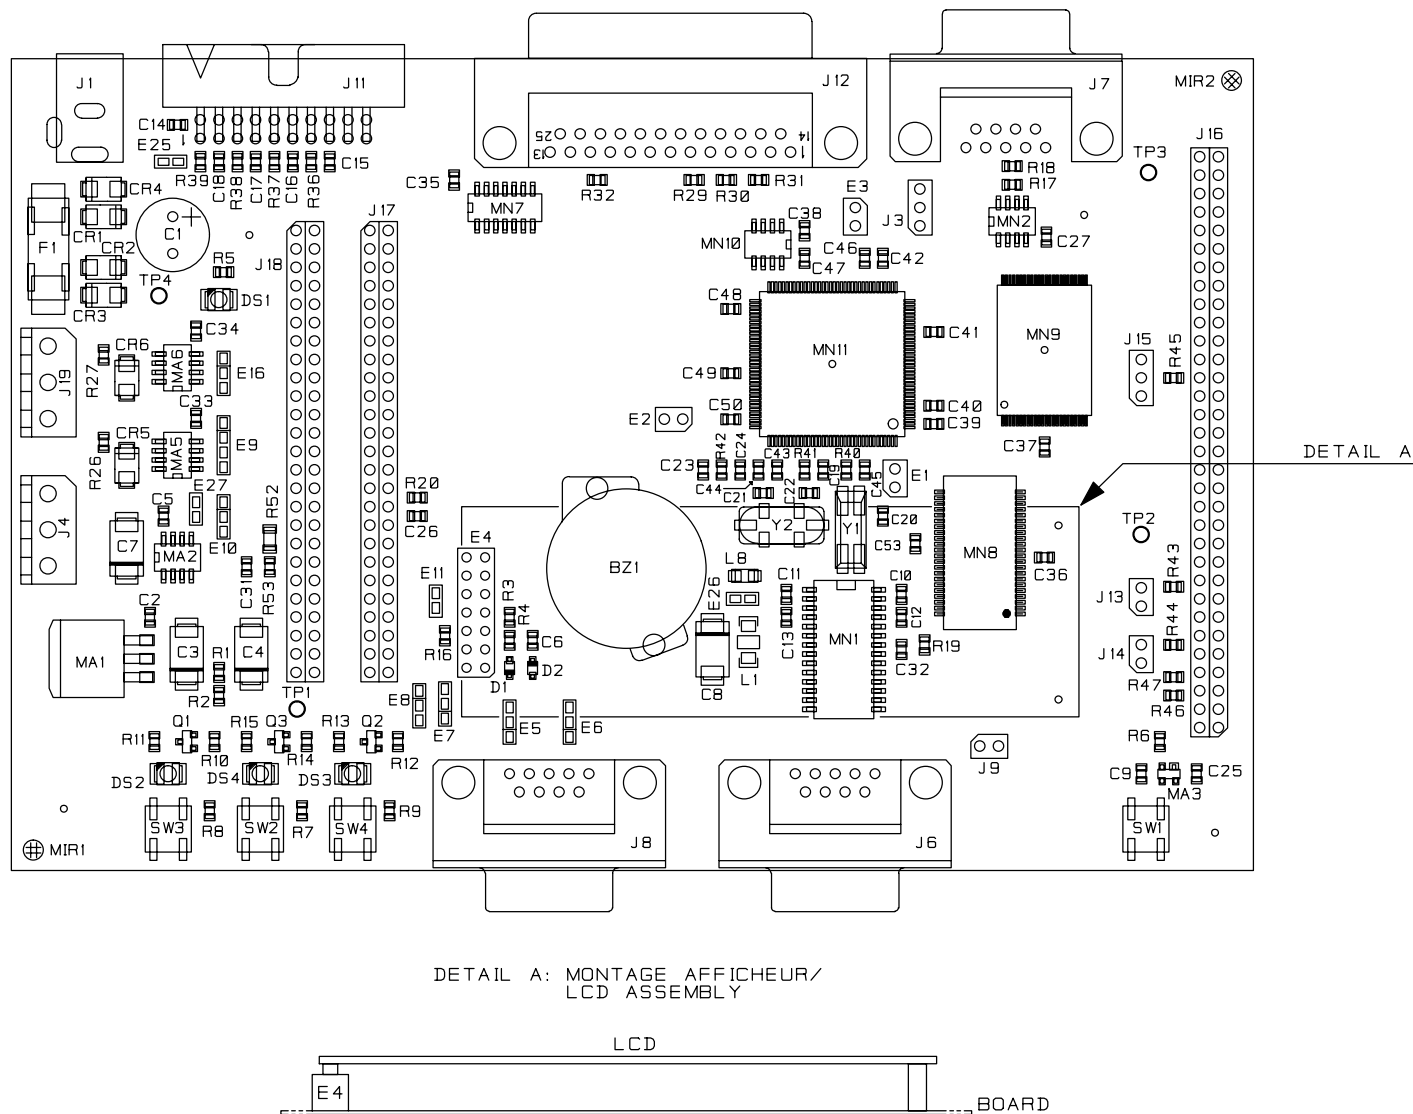 J1
J11
J12
J7
MIR2
J16
C14
E25
1
25
13
14
1
R39
C18
R38
C17
R37
C16
R36
C15
C35
MN7
R32
R29
R30
R31
E3
J3
R18
R17
MN2
TP3
CR4
F1
CR1
C1
CR2
CR3
TP4
R5
DS1
J17
J18
MN10
C38
C47
C46
C42
C27
C34
C48
C41
MN11
MN9
J15
R45
CR6
MA6
E16
R27
J19
C49
C33
C50
C40
C39
E2
C37
CR5
MA5
E9
R26
C23
R42
C24
C43
R41
R40
C44
C21
C22
C19
C45
E1
DETAIL A
E27
C5
R52
J4
C7
MA2
E10
R20
C26
E4
Y2
Y1
C20
C53
MN8
TP2
C36
BZ1
L8
C31
R53
E11
R3
R4
E26
C11
C10
R43
J13
C2
C13
MN1
C12
R44
MA1
C3
C4
R1
R2
R16
C6
D1
D2
C8
L1
C32
R19
J14
R47
R46
TP1
E8
E7
E5
E6
Q1
R15
Q3
R13
Q2
R11
R10
R14
R12
R6
J9
DS2
DS4
DS3
C9
MA3
C25
SW3
R8
SW2
R7
SW4
R9
SW1
MIR1
J8
J6
DETAIL A: MONTAGE AFFICHEUR/
LCD ASSEMBLY
LCD
E4
BOARD